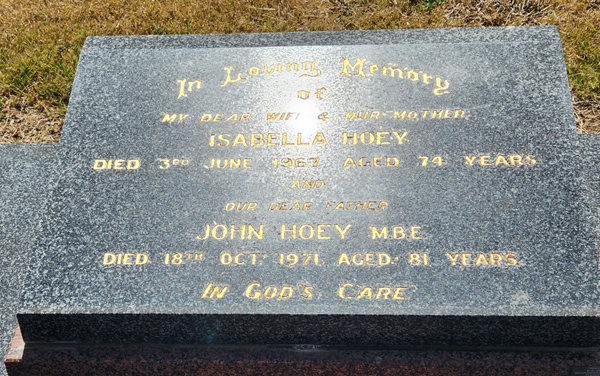 In Loving Memory
of
MY DEAR WIFE & OUR MOTHER,
ISABELLA HOEY
DIED 3RD JUNE 1963 AGED 74 YEARS
AND
OUR DEAR FATHER
JOHN HOEY M.B.E.
DIED 18TH OCT. 1971. AGED 81 YEARS.
IN GOD'S CARE